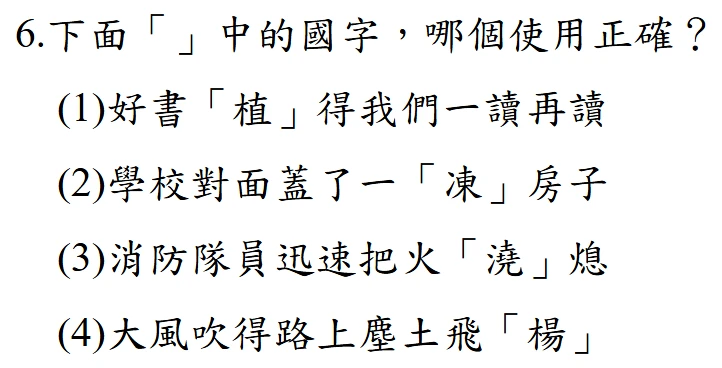 6.下面「 」中的國字，哪個使用正確？
(1)好書「植」得我們一讀再讀
(2)學校對面蓋了一「凍」房子
(3)消防隊員迅速把火「澆」熄
(4)大風吹得路上塵土飛「楊」